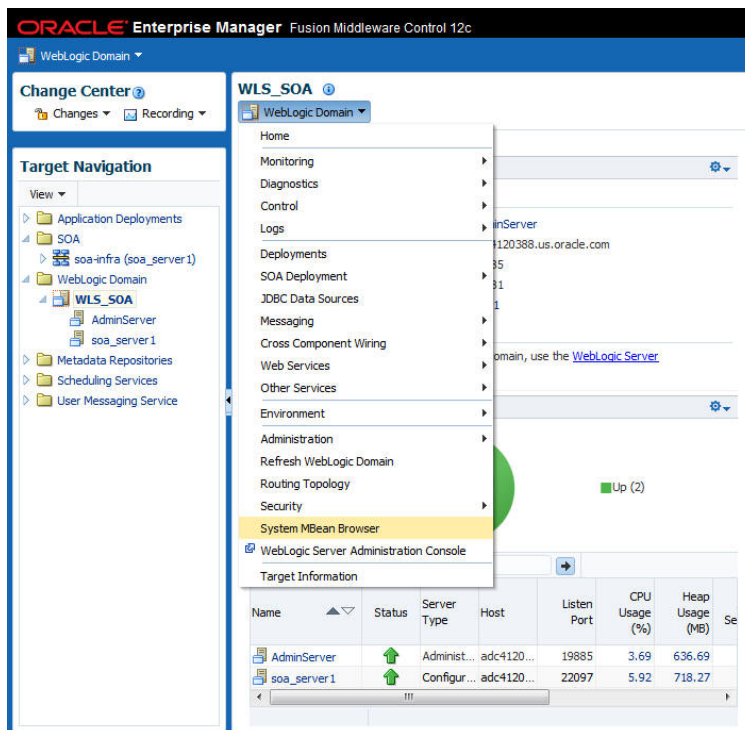 ORACLE Enterprise Manager Fusion Middleware Control 12c
WebLogic Domain
Change Center
Changes Recording
Target Navigation
View
Application Deployments
SOA
soa-infra (soa_server1)
WebLogic Domain
WLS_SOA
AdminServer
soa_server1
Metadata Repositories
Scheduling Services
User Messaging Service
WLS_SOA
WebLogic Domain
Home
Monitoring
Diagnostics
Control
Logs
Deployments
SOA Deployment
JDBC Data Sources
Messaging
Cross Component Wiring
Web Services
Other Services
Environment
Administration
Refresh WebLogic Domain
Routing Topology
Security
System MBean Browser
WebLogic Server Administration Console
Target Information
inServer
4120388.us.oracle.com
35
31
1
omain, use the WebLogic Server
Up (2)
Name Status Server Type Host Listen Port CPU Usage (%) Heap Usage (MB) Se
AdminServer Administ... adc4120... 19885 3.69 636.69
soa_server1 Configur... adc4120... 22097 5.92 718.27